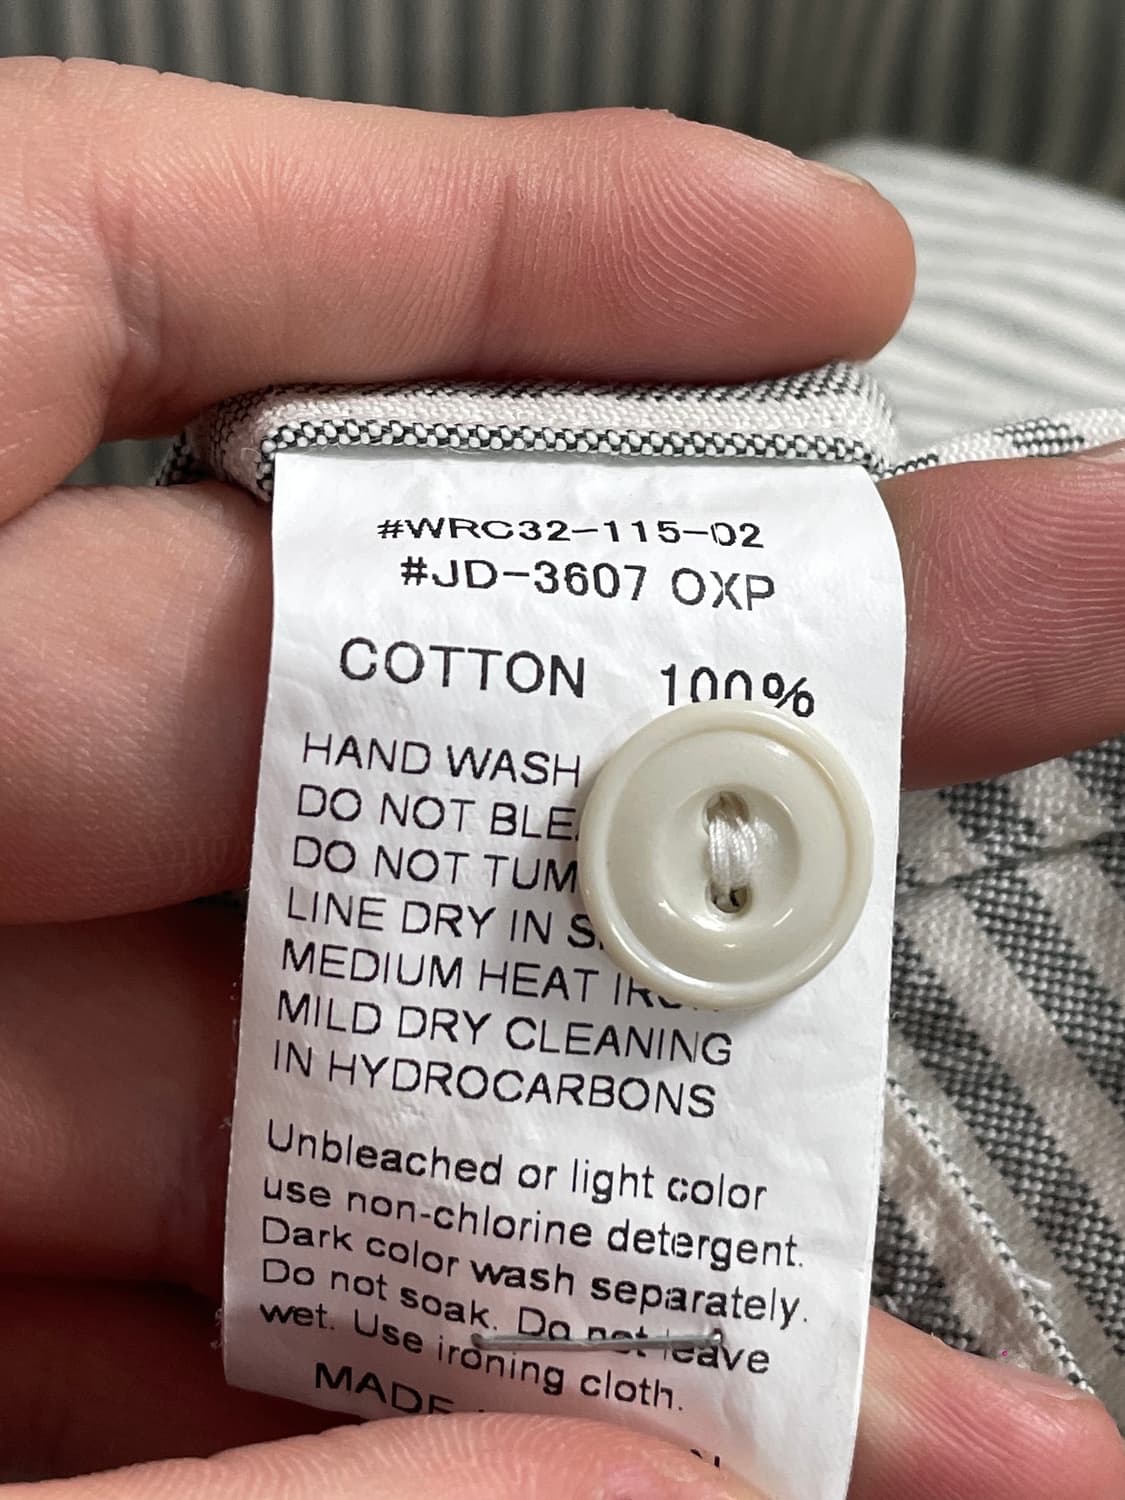 #WRC32-115-02
#JD-3607 OXP
COTTON 100%
HAND WASH
DO NOT
DO NOT
LINE DRY IN
MEDIUM HEAT
MILD DRY CLEANING
IN HYDROCARBONS
Unbleached or light color
use non-chlorine detergent.
Dark color wash separately.
Do not soak. Do not leave
wet. Use ironing cloth.
MADE